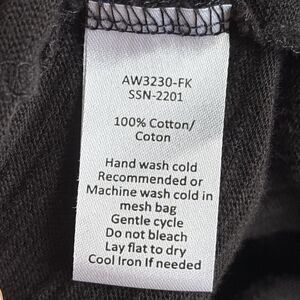 AW3230-FK
SSN-2201
100% Cotton/
Coton
Hand wash cold
Recommended or
Machine wash cold in
mesh bag
Gentle cycle
Do not bleach
Lay flat to dry
Cool Iron If needed